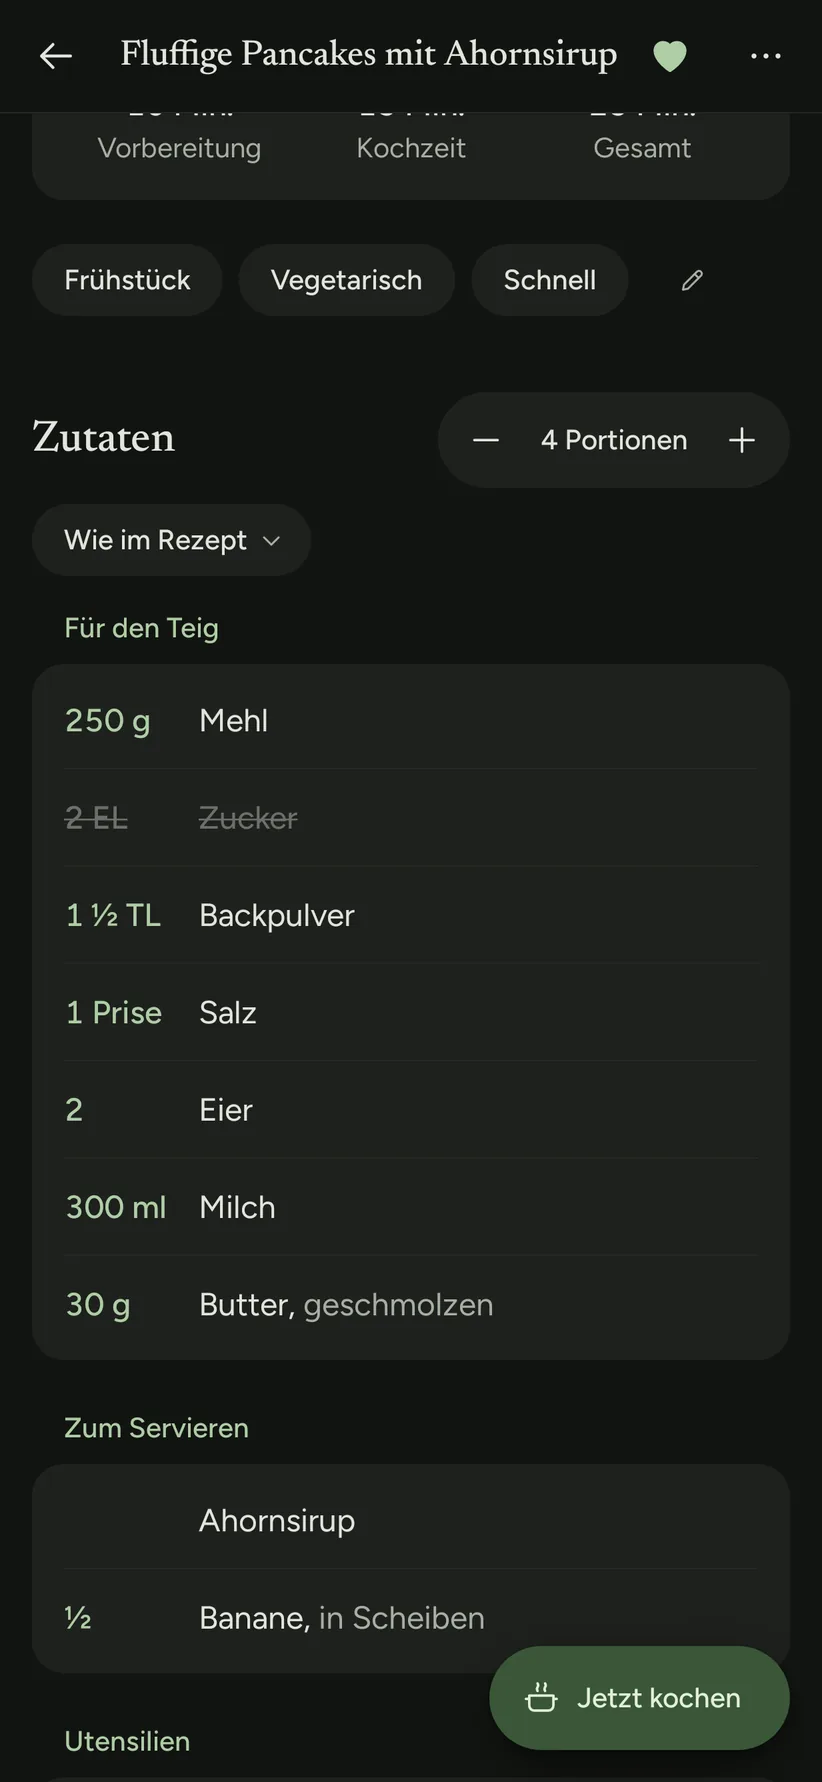 Fluffige Pancakes mit Ahornsirup
Vorbereitung Kochzeit Gesamt
Frühstück Vegetarisch Schnell
Zutaten
4 Portionen
Wie im Rezept
Für den Teig
250 g Mehl
2 EL Zucker
1 ½ TL Backpulver
1 Prise Salz
2 Eier
300 ml Milch
30 g Butter, geschmolzen
Zum Servieren
Ahornsirup
½ Banane, in Scheiben
Jetzt kochen
Utensilien